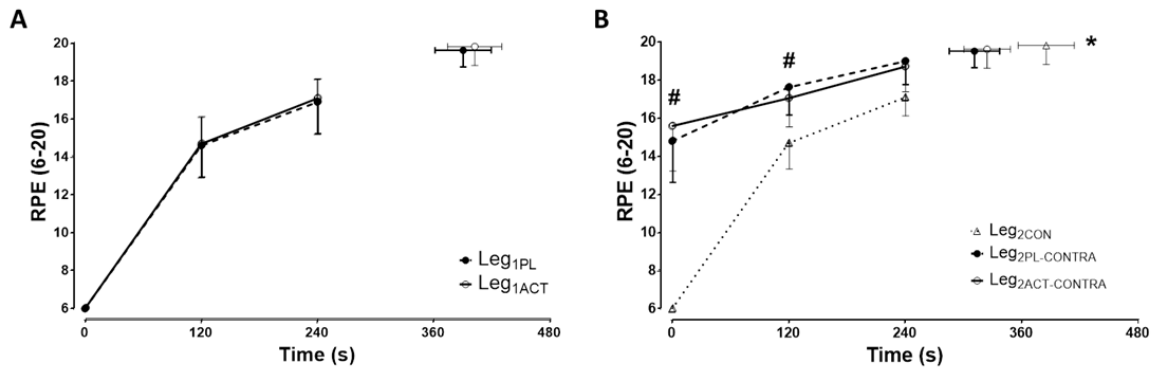 A
RPE (6-20)
20
18
16
14
12
10
8
6
0
120
240
360
480
Time (s)
Leg1PL
Leg1ACT
B
RPE (6-20)
20
18
16
14
12
10
8
6
#
#
*
0
120
240
360
480
Time (s)
Leg2CON
Leg2PL-CONTRA
Leg2ACT-CONTRA